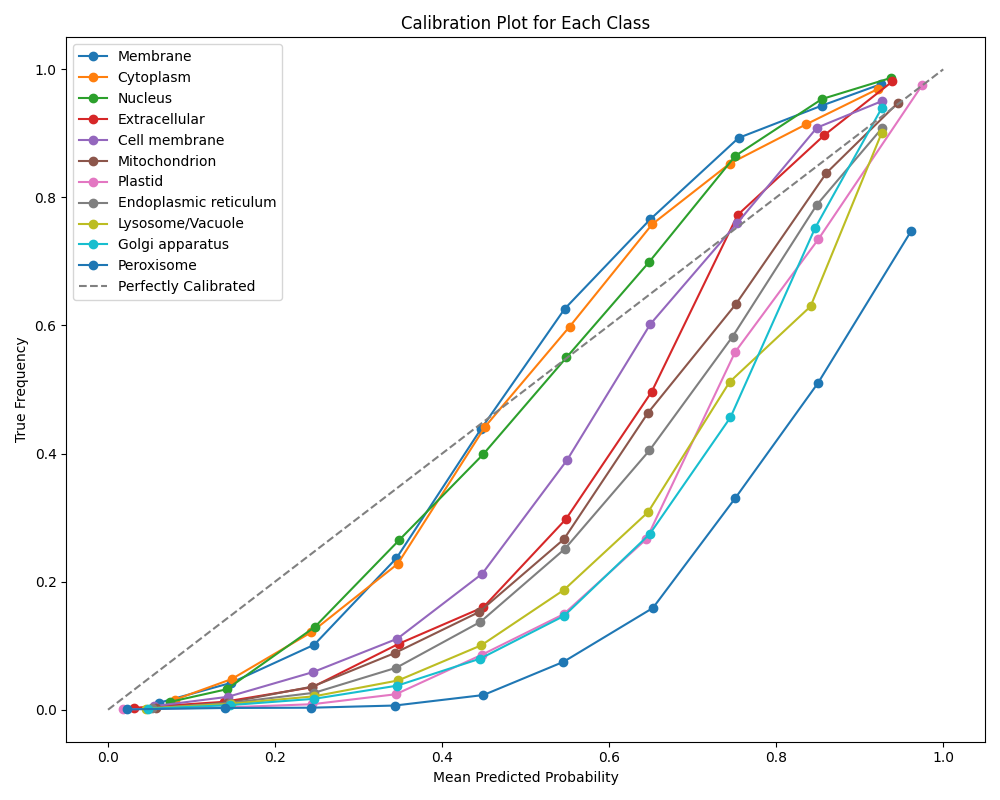 Calibration Plot for Each Class
Membrane
Cytoplasm
Nucleus
Extracellular
Cell membrane
Mitochondrion
Plastid
Endoplasmic reticulum
Lysosome/Vacuole
Golgi apparatus
Peroxisome
Perfectly Calibrated
True Frequency
1.0
0.8
0.6
0.4
0.2
0.0
0.0 0.2 0.4 0.6 0.8 1.0
Mean Predicted Probability